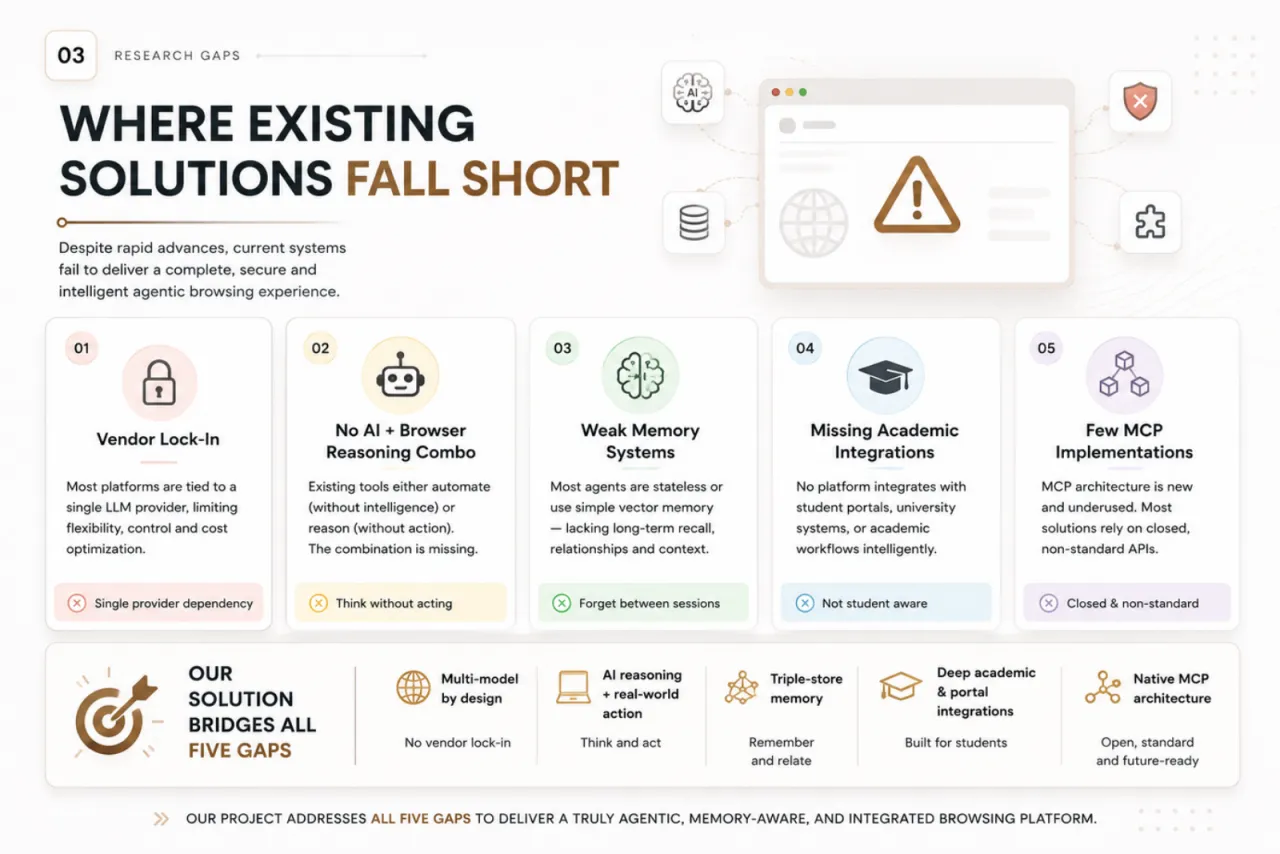 03
RESEARCH GAPS
WHERE EXISTING
SOLUTIONS FALL SHORT
Despite rapid advances, current systems
fail to deliver a complete, secure and
intelligent agentic browsing experience.
AI
01
Vendor Lock-In
Most platforms are tied to a
single LLM provider, limiting
flexibility, control and cost
optimization.
Single provider dependency
02
No AI + Browser
Reasoning Combo
Existing tools either automate
(without intelligence) or
reason (without action).
The combination is missing.
Think without acting
03
Weak Memory
Systems
Most agents are stateless or
use simple vector memory
— lacking long-term recall,
relationships and context.
Forget between sessions
04
Missing Academic
Integrations
No platform integrates with
student portals, university
systems, or academic
workflows intelligently.
Not student aware
05
Few MCP
Implementations
MCP architecture is new
and underused. Most
solutions rely on closed,
non-standard APIs.
Closed & non-standard
OUR
SOLUTION
BRIDGES ALL
FIVE GAPS
Multi-model
by design
No vendor lock-in
AI reasoning
+ real-world
action
Think and act
Triple-store
memory
Remember
and relate
Deep academic
& portal
integrations
Built for students
Native MCP
architecture
Open, standard
and future-ready
OUR PROJECT ADDRESSES ALL FIVE GAPS TO DELIVER A TRULY AGENTIC, MEMORY-AWARE, AND INTEGRATED BROWSING PLATFORM.